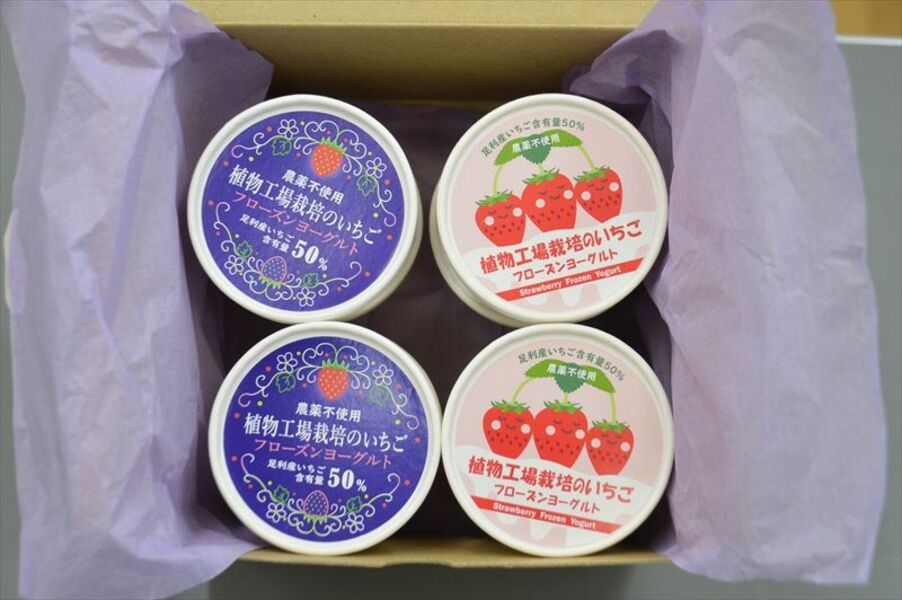 農薬不使用
植物工場栽培のいちご
フローズンヨーグルト
足利産いちご
含有量50%
足利産いちご含有量50%
農薬不使用
植物工場栽培のいちご
フローズンヨーグルト
Strawberry Frozen Yogurt
農薬不使用
植物工場栽培のいちご
フローズンヨーグルト
足利産いちご
含有量50%
足利産いちご含有量50%
農薬不使用
植物工場栽培のいちご
フローズンヨーグルト
Strawberry Frozen Yogurt